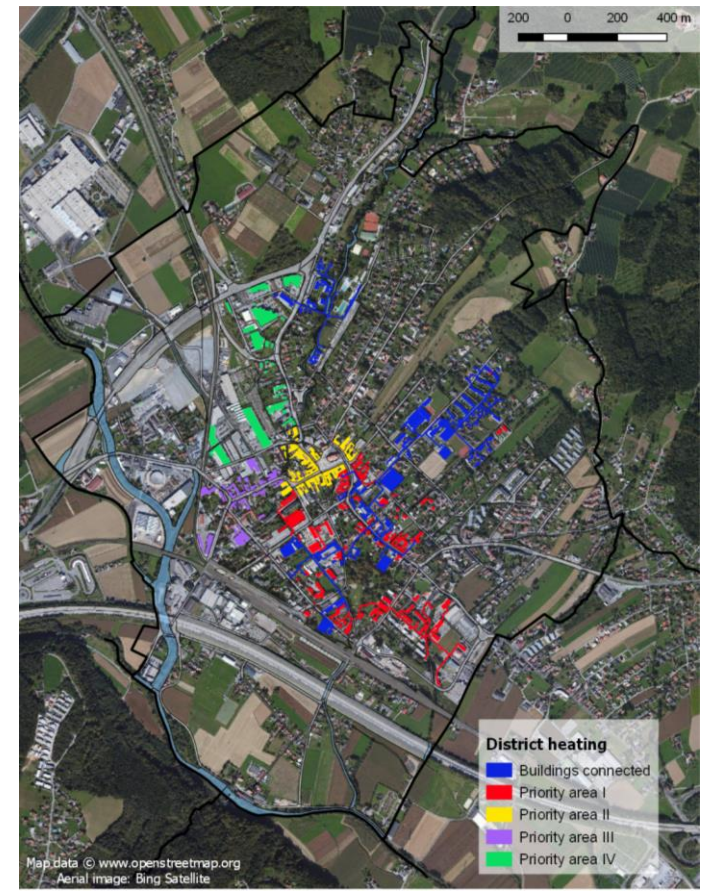 200 0 200 400 m
District heating
Buildings connected
Priority area I
Priority area II
Priority area III
Priority area IV
Map data © www.openstreetmap.org
Aerial image: Bing Satellite